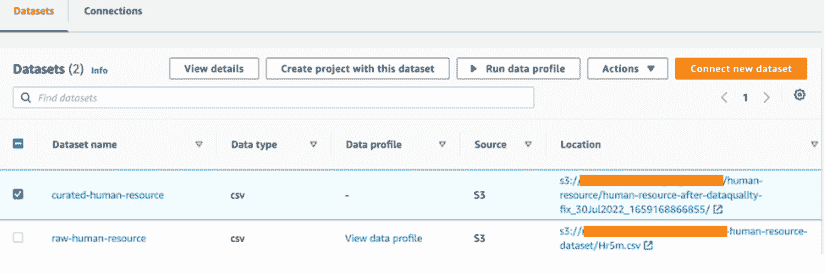 Datasets Connections
Datasets (2) Info View details Create project with this dataset Run data profile Actions Connect new dataset
Find datasets 1
Dataset name Data type Data profile Source Location
curated-human-resource csv - S3 s3:// /human-
resource/human-resource-after-dataquality-
fix_30Jul2022_1659168866855/
raw-human-resource csv View data profile S3 s3:// -human-resource-
dataset/Hr5m.csv